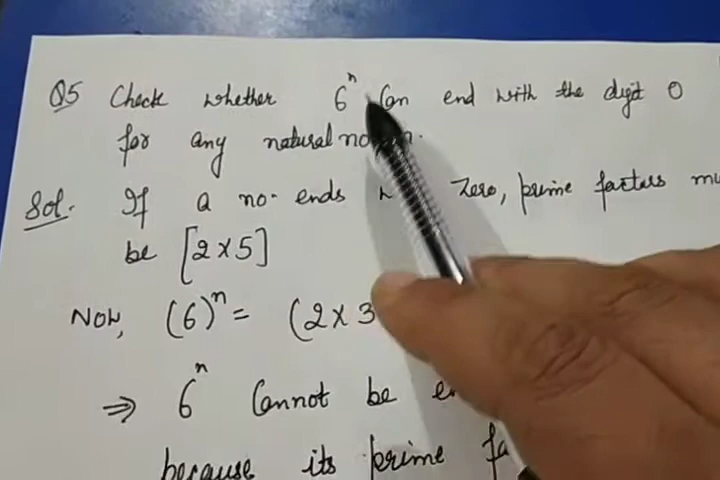 Q5 Check whether 6ⁿ Can end with the digit 0
for any natural no
Sol. If a no. ends Zero, prime factors
be [2×5]
Now, (6)ⁿ = (2×3
⇒ 6ⁿ Cannot be
because its prime